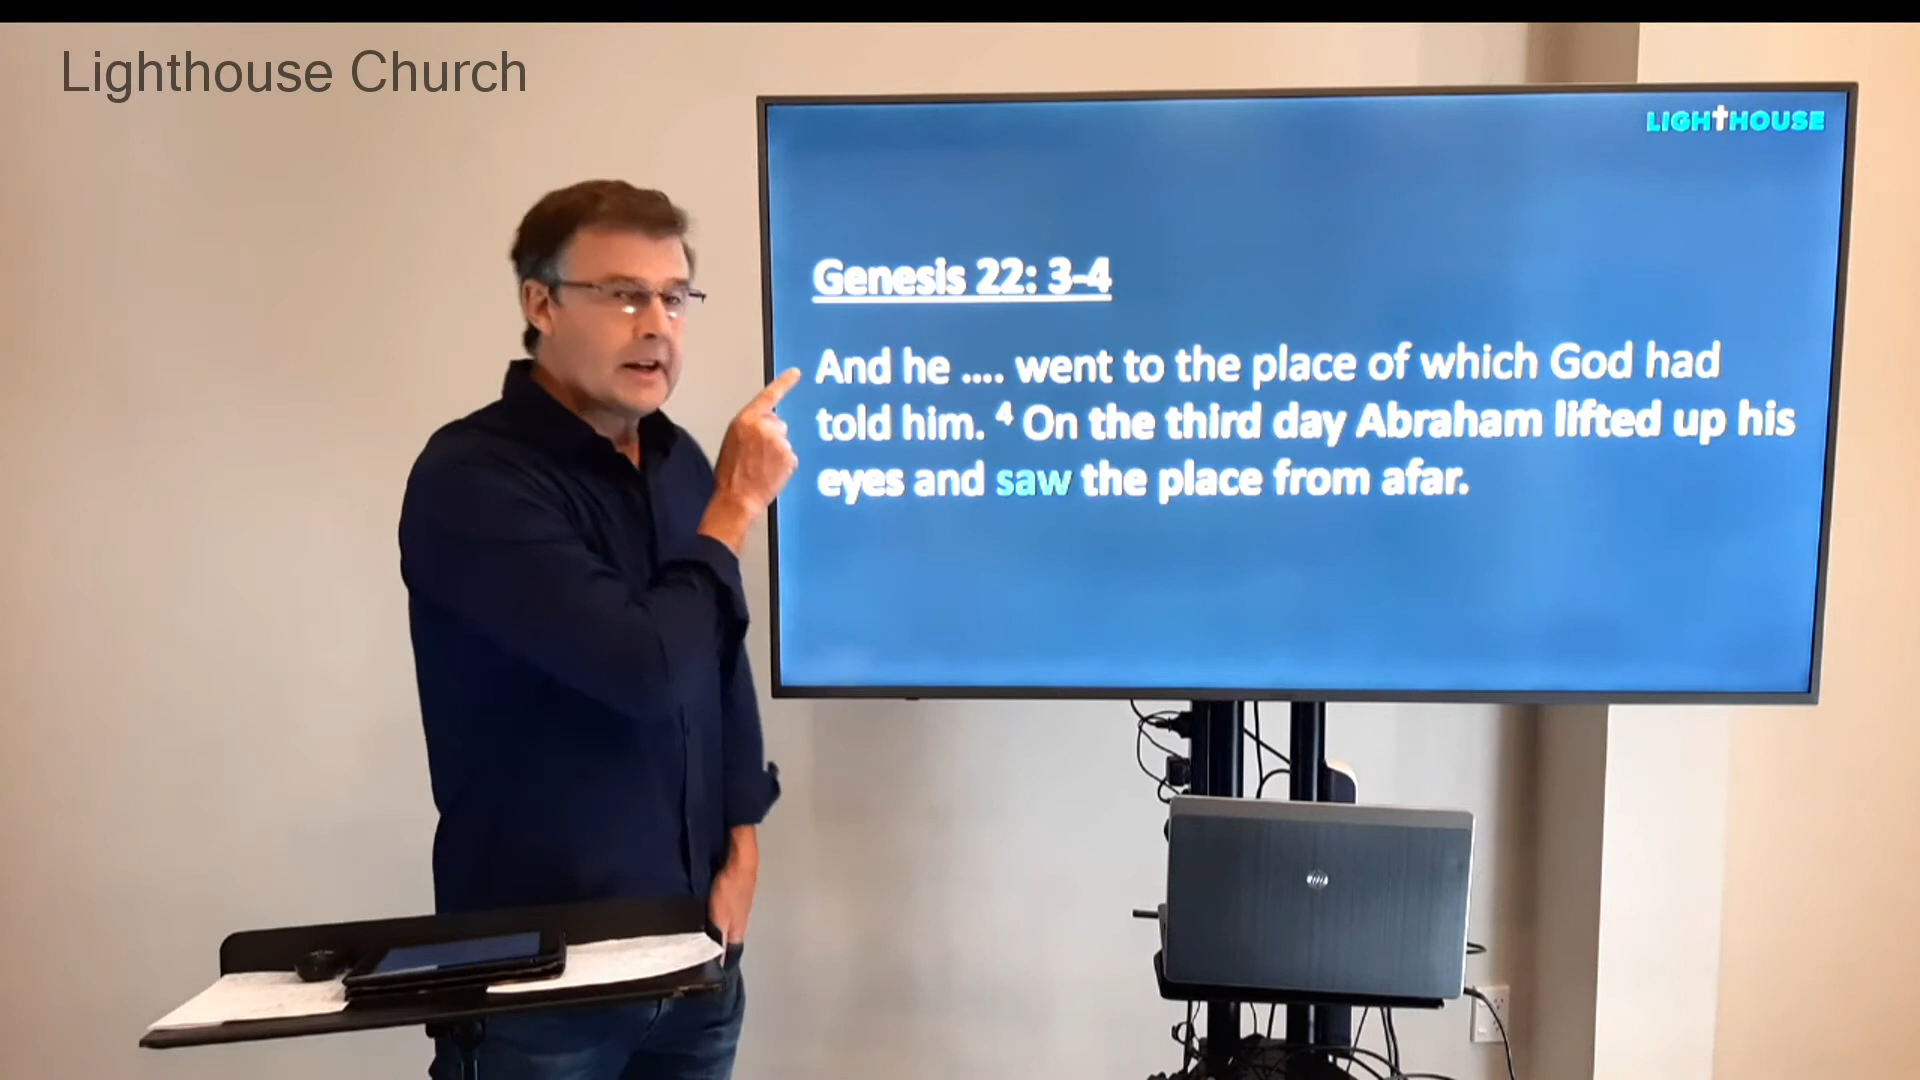 Lighthouse Church
LIGHTHOUSE
Genesis 22: 3-4
And he .... went to the place of which God had
told him. ⁴ On the third day Abraham lifted up his
eyes and saw the place from afar.
hp